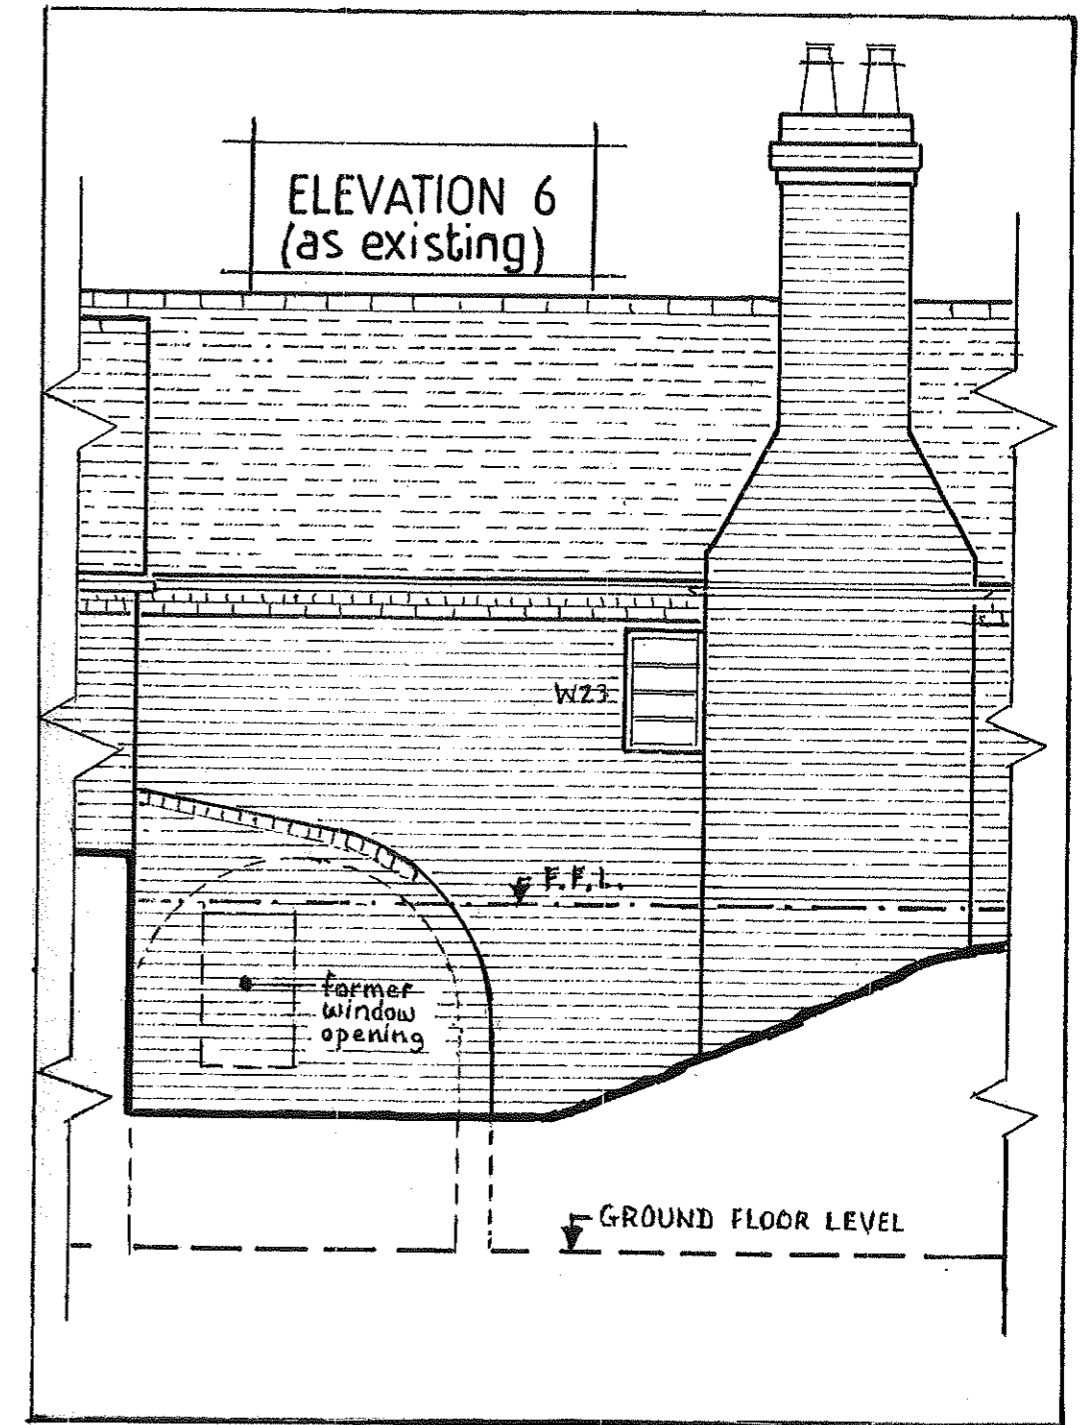 ELEVATION 6
(as existing)
W23
F.F.L.
former
window
opening
GROUND FLOOR LEVEL